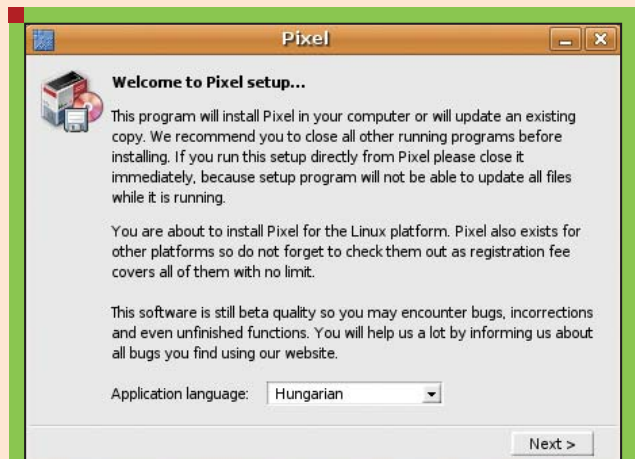 Pixel
Welcome to Pixel setup...
This program will install Pixel in your computer or will update an existing
copy. We recommend you to close all other running programs before
installing. If you run this setup directly from Pixel please close it
immediately, because setup program will not be able to update all files
while it is running.
You are about to install Pixel for the Linux platform. Pixel also exists for
other platforms so do not forget to check them out as registration fee
covers all of them with no limit.
This software is still beta quality so you may encounter bugs, incorrections
and even unfinished functions. You will help us a lot by informing us about
all bugs you find using our website.
Application language: Hungarian
Next >